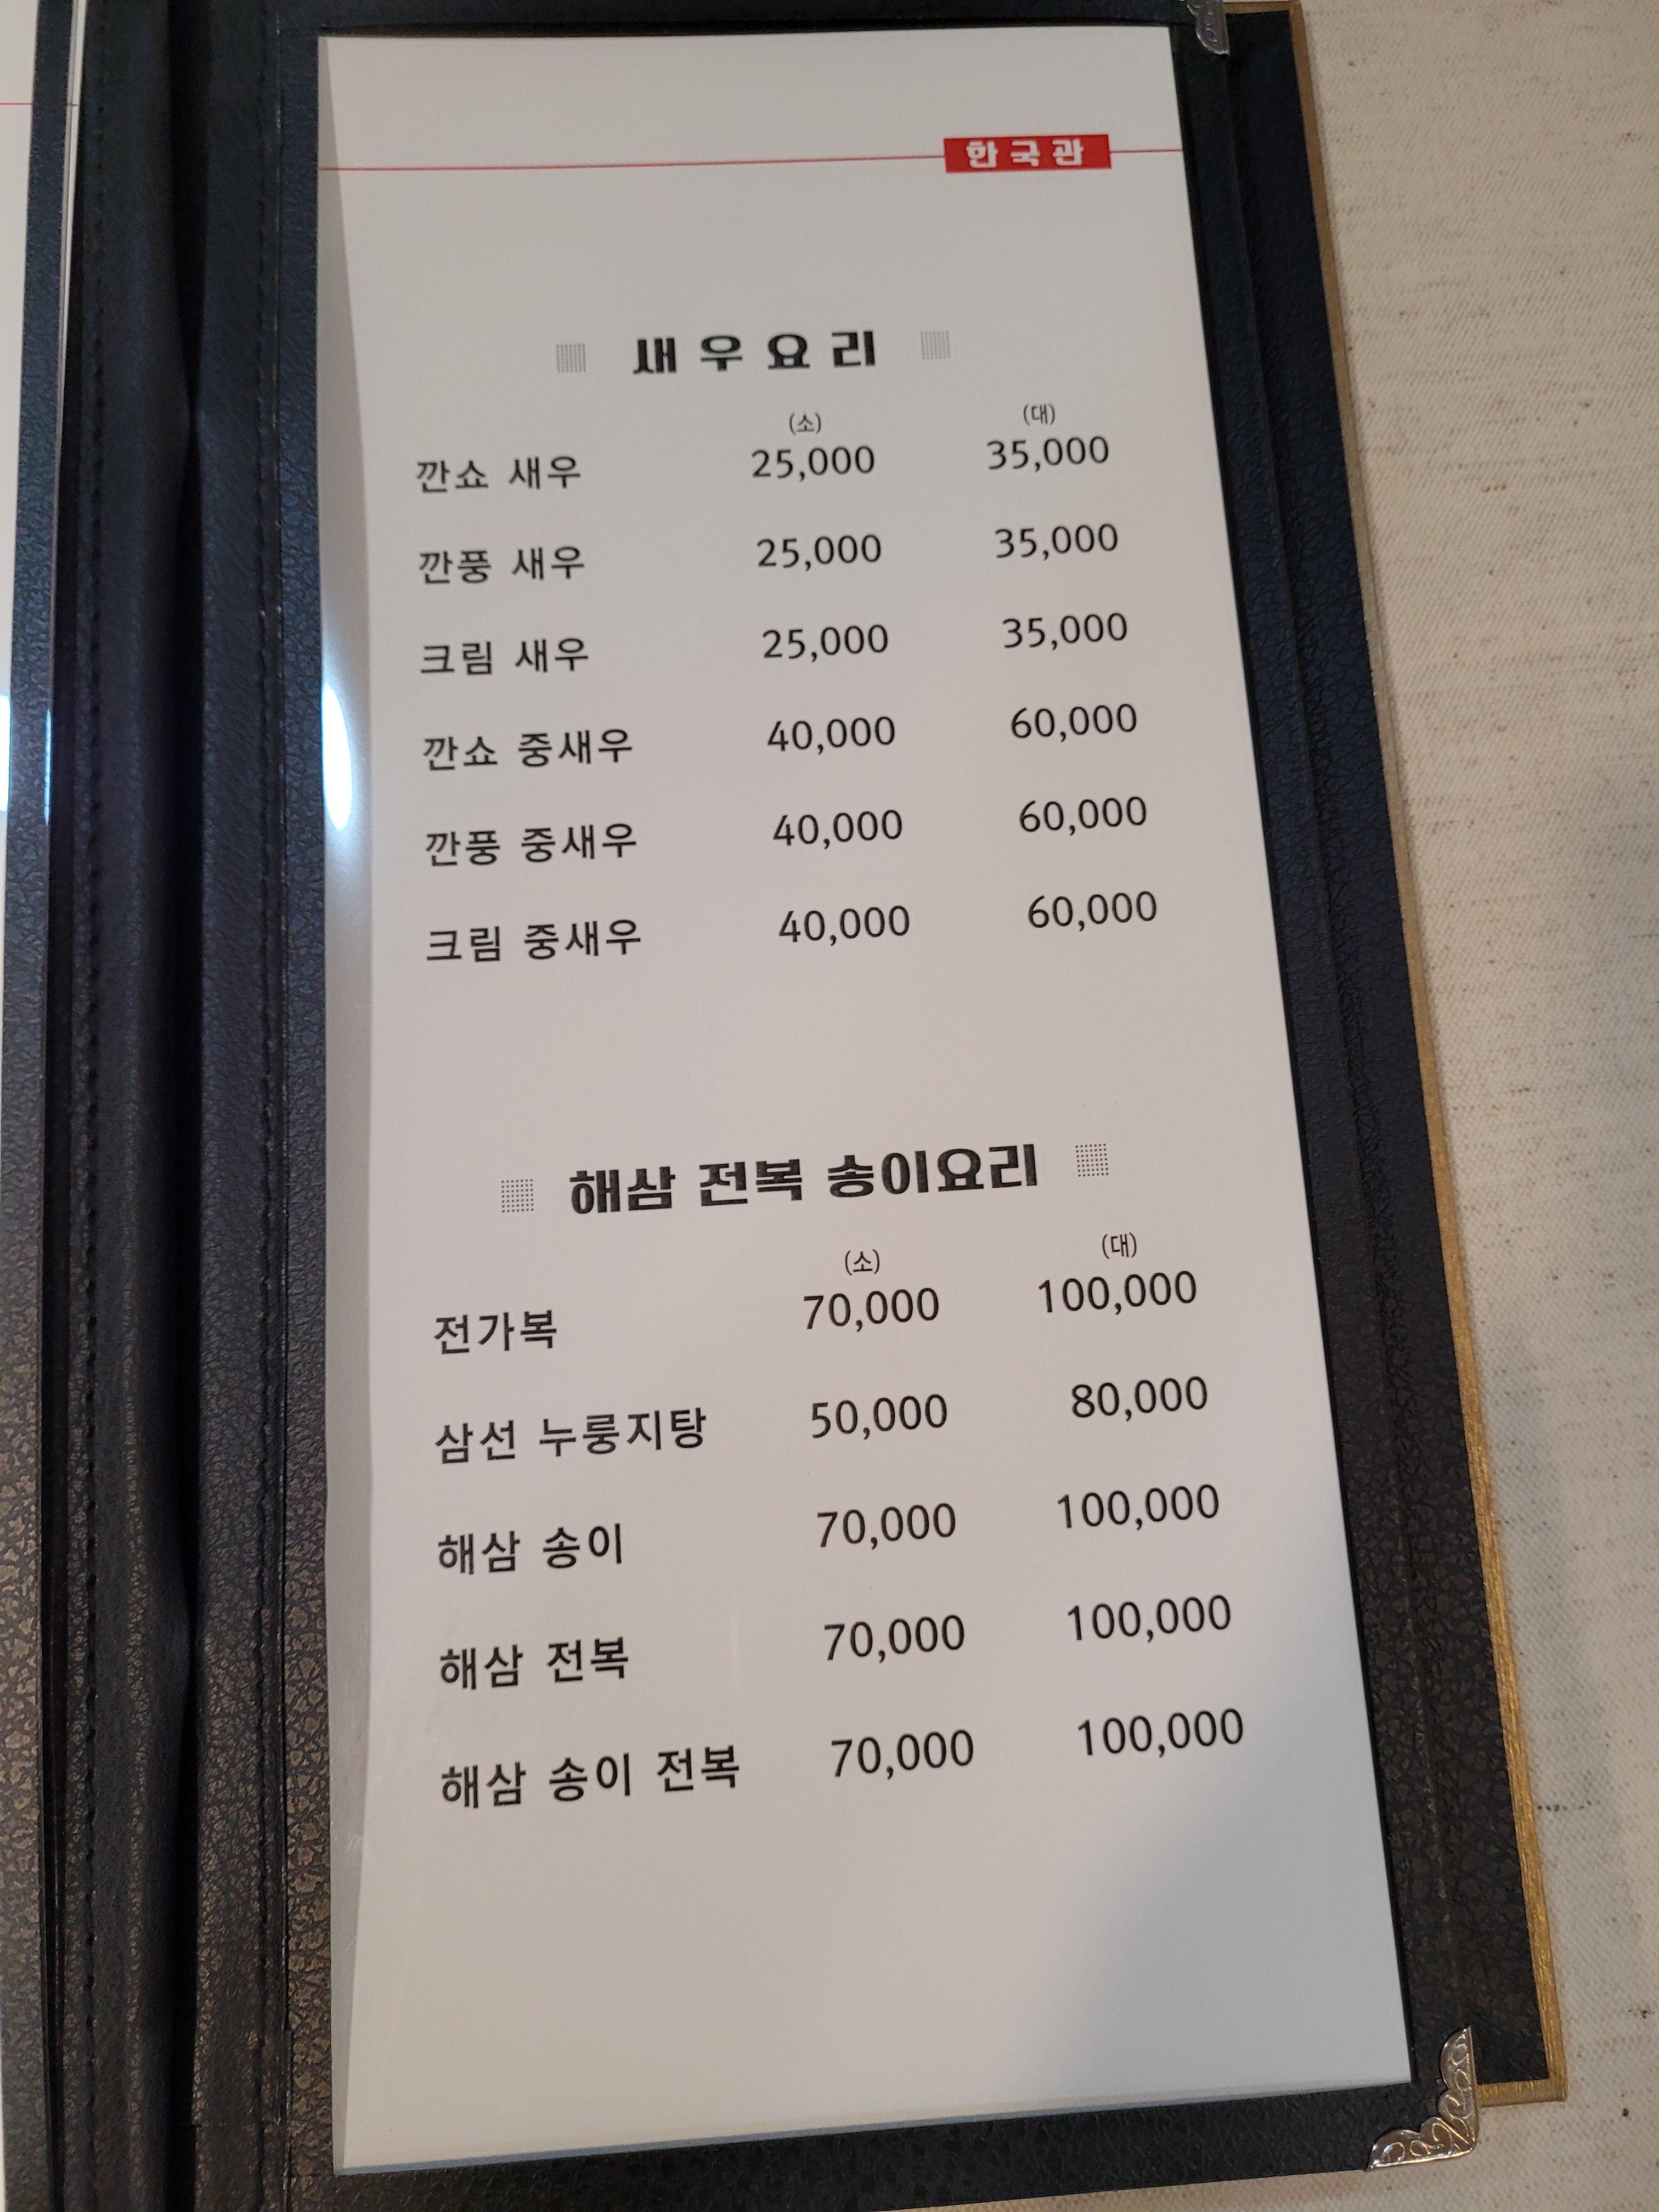 한국관
새우요리
(소) (대)
깐쇼 새우 25,000 35,000
깐풍 새우 25,000 35,000
크림 새우 25,000 35,000
깐쇼 중새우 40,000 60,000
깐풍 중새우 40,000 60,000
크림 중새우 40,000 60,000
해삼 전복 송이요리
(소) (대)
전가복 70,000 100,000
삼선 누룽지탕 50,000 80,000
해삼 송이 70,000 100,000
해삼 전복 70,000 100,000
해삼 송이 전복 70,000 100,000